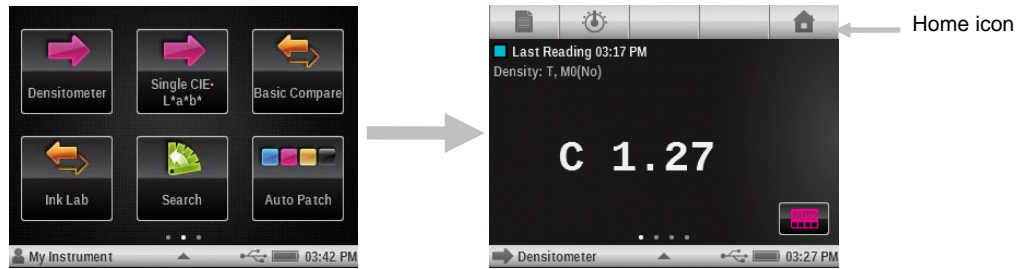 Densitometer
Single CIE-
L*a*b*
Basic Compare
Ink Lab
Search
Auto Patch
My Instrument
03:42 PM
Home icon
Last Reading 03:17 PM
Density: T, M0(No)
C 1.27
AUTO
Densitometer
03:27 PM